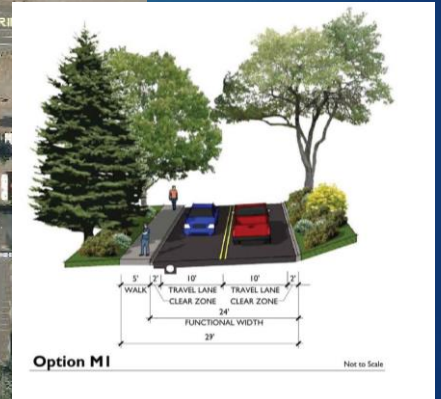 5' 2' 10' 10' 2'
WALK TRAVEL LANE TRAVEL LANE
CLEAR ZONE CLEAR ZONE
24'
FUNCTIONAL WIDTH
29'
Option M1 Not to Scale